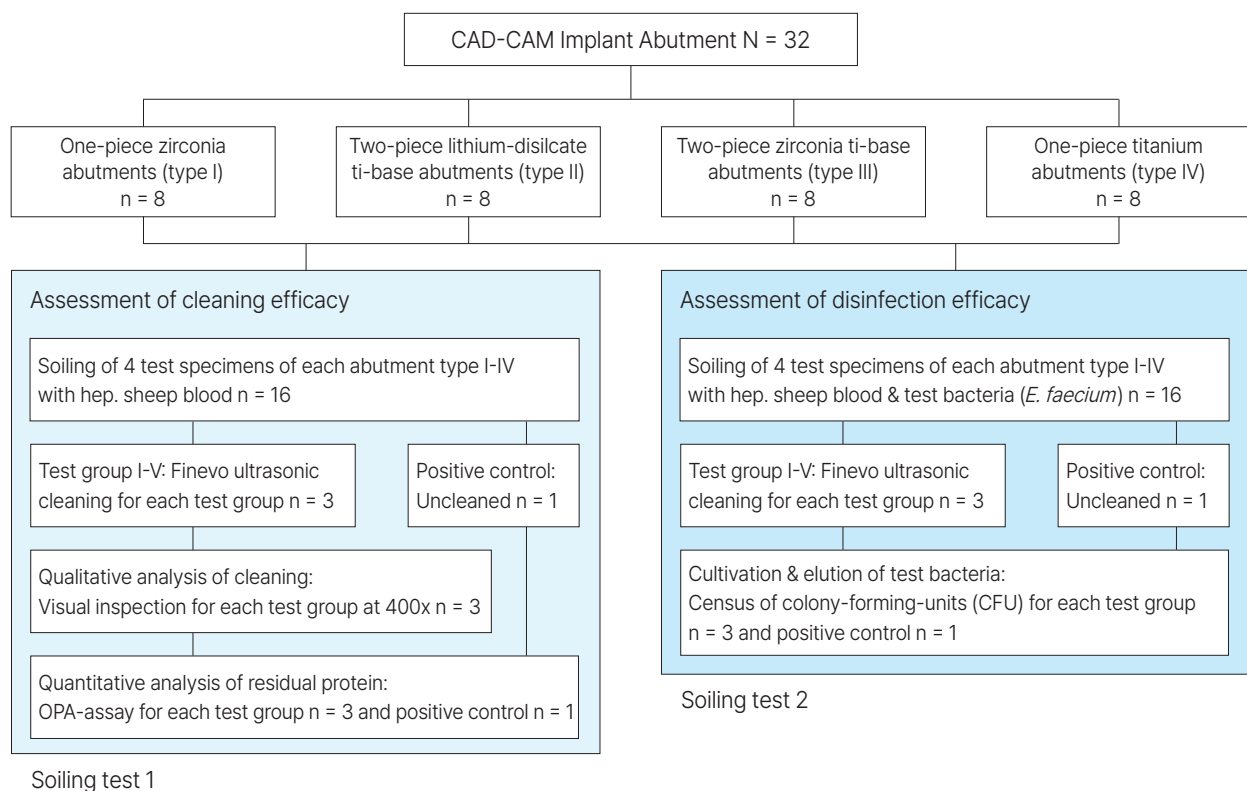 CAD-CAM Implant Abutment N = 32
One-piece zirconia
abutments (type I)
n = 8
Two-piece lithium-disilcate
ti-base abutments (type II)
n = 8
Two-piece zirconia ti-base
abutments (type III)
n = 8
One-piece titanium
abutments (type IV)
n = 8
Assessment of cleaning efficacy
Soiling of 4 test specimens of each abutment type I-IV
with hep. sheep blood n = 16
Test group I-V: Finevo ultrasonic
cleaning for each test group n = 3
Positive control:
Uncleaned n = 1
Qualitative analysis of cleaning:
Visual inspection for each test group at 400x n = 3
Quantitative analysis of residual protein:
OPA-assay for each test group n = 3 and positive control n = 1
Soiling test 1
Assessment of disinfection efficacy
Soiling of 4 test specimens of each abutment type I-IV
with hep. sheep blood & test bacteria (E. faecium) n = 16
Test group I-V: Finevo ultrasonic
cleaning for each test group n = 3
Positive control:
Uncleaned n = 1
Cultivation & elution of test bacteria:
Census of colony-forming-units (CFU) for each test group
n = 3 and positive control n = 1
Soiling test 2